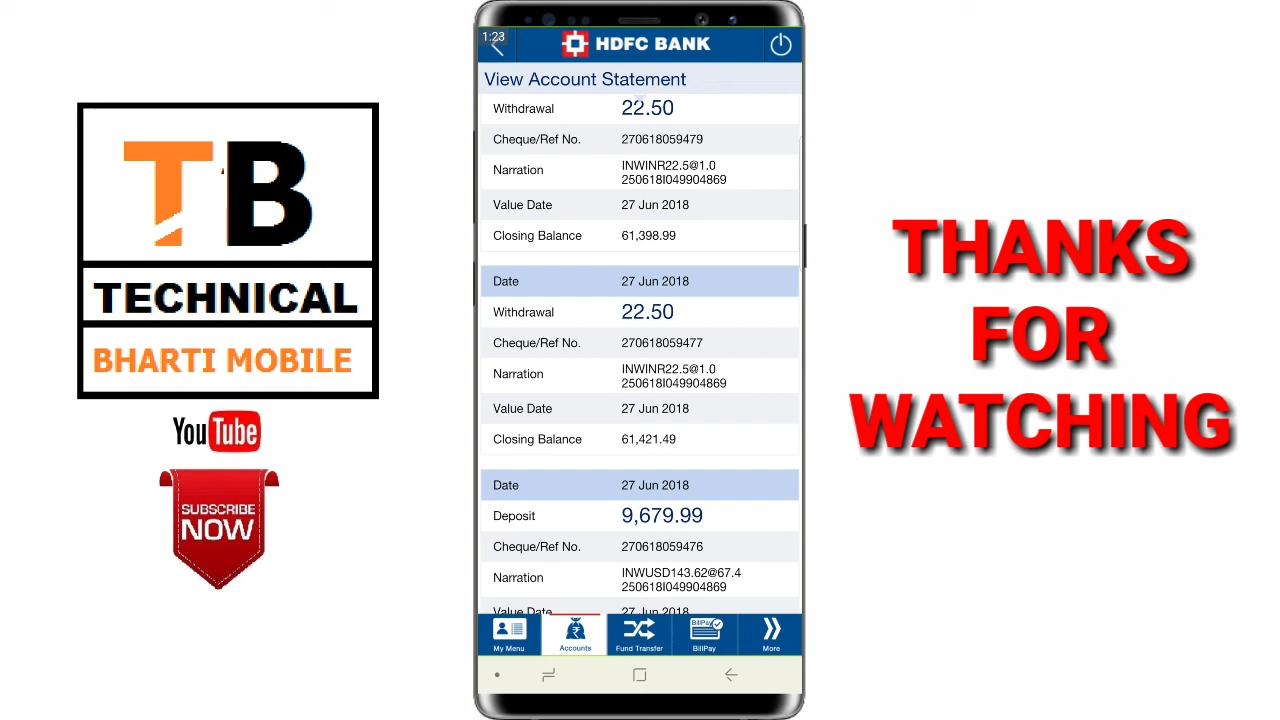 TB
TECHNICAL
BHARTI MOBILE
YouTube
SUBSCRIBE
NOW
1:23
HDFC BANK
View Account Statement
Withdrawal 22.50
Cheque/Ref No. 270618059479
Narration INWINR22.5@1.0
250618I049904869
Value Date 27 Jun 2018
Closing Balance 61,398.99
Date 27 Jun 2018
Withdrawal 22.50
Cheque/Ref No. 270618059477
Narration INWINR22.5@1.0
250618I049904869
Value Date 27 Jun 2018
Closing Balance 61,421.49
Date 27 Jun 2018
Deposit 9,679.99
Cheque/Ref No. 270618059476
Narration INWUSD143.62@67.4
250618I049904869
Value Date 27 Jun 2018
BillPay
My Menu Accounts Fund Transfer BillPay More
THANKS
FOR
WATCHING